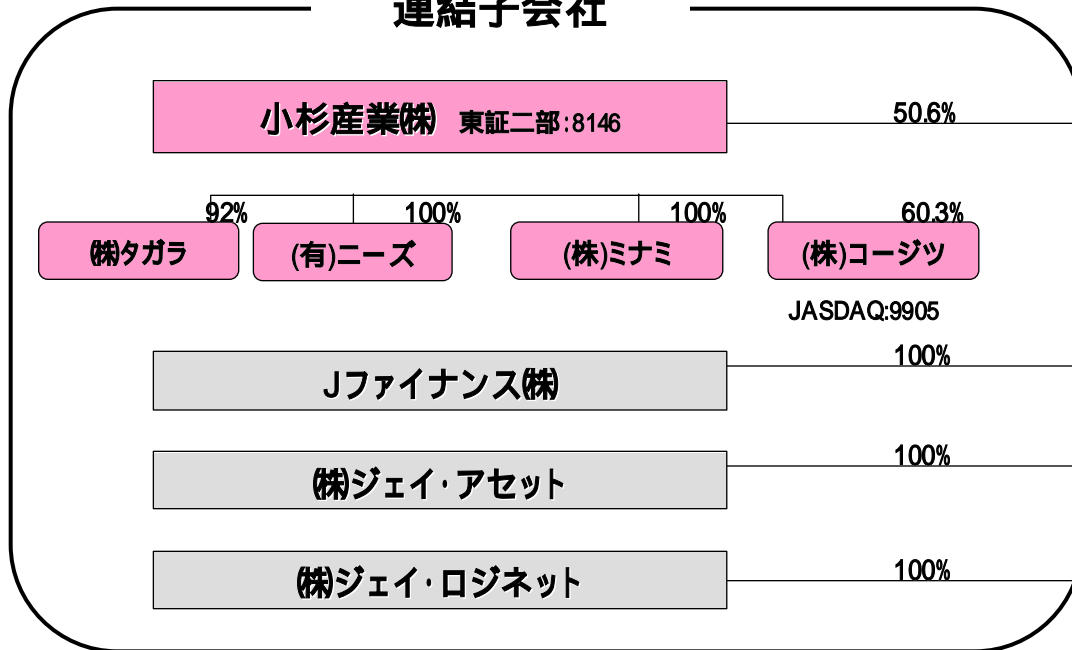 連結子会社
小杉産業㈱ 東証二部:8146
50.6%
92%
100%
100%
60.3%
㈱タガラ
(有)ニーズ
(株)ミナミ
(株)コージツ
JASDAQ:9905
Jファイナンス㈱
100%
㈱ジェイ・アセット
100%
㈱ジェイ・ロジネット
100%